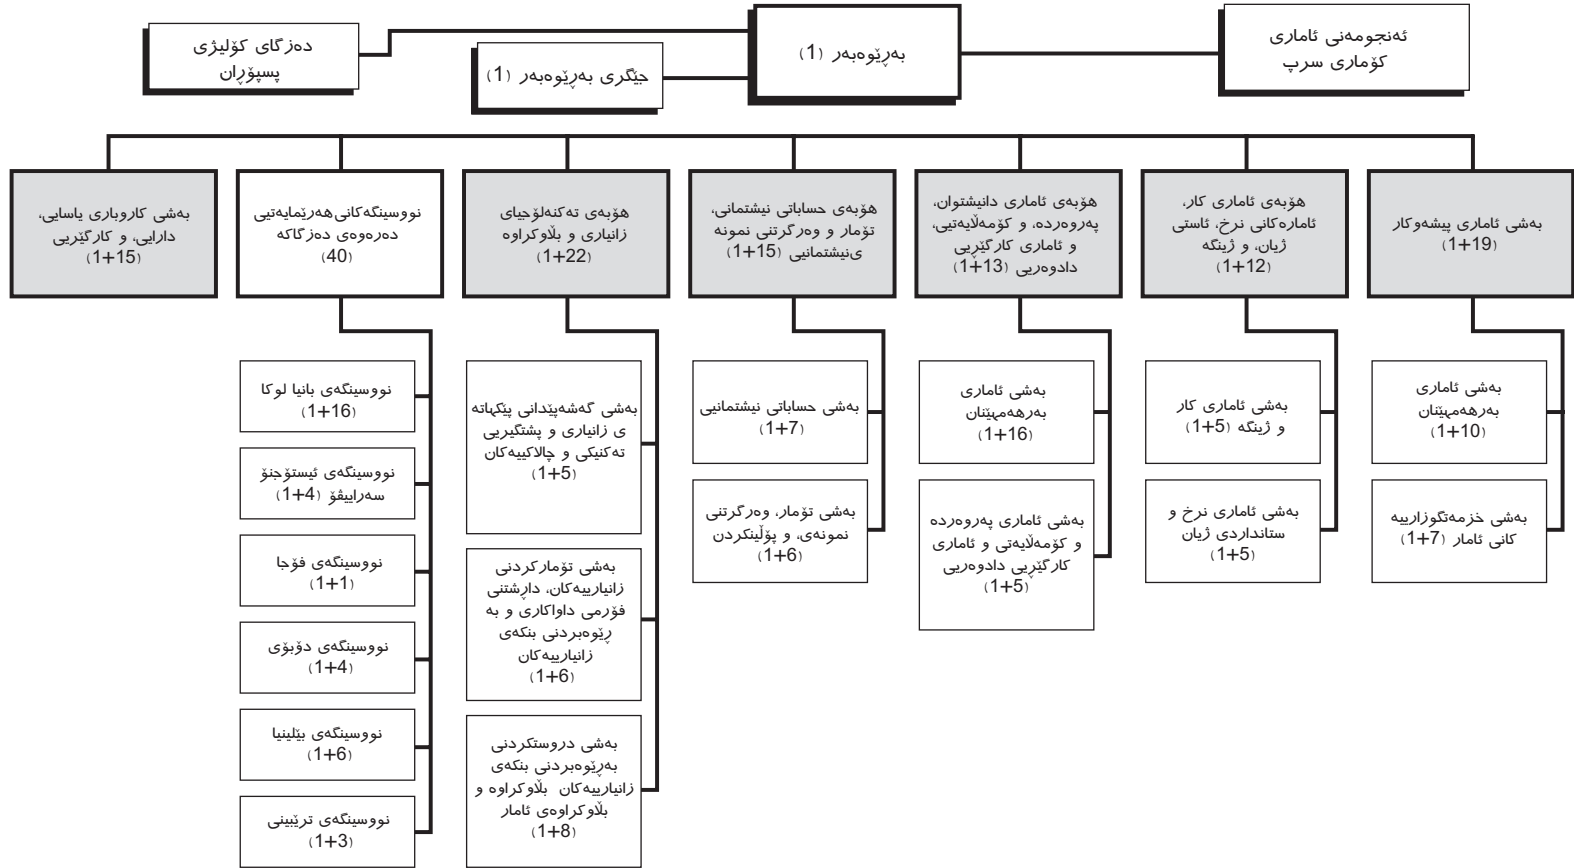 ئەنجومەنی ئاماری
کۆماری سرپ
بەڕێوەبەر (1)
جێگری بەڕێوەبەر (1)
دەزگای کۆلیژی
پسپۆڕان
بەشی ئاماری پیشەوکار
(1+19)
هۆبەی ئاماری کار،
ئامارەکانی نرخ، ئاستی
ژیان، و ژینگە
(1+12)
هۆبەی ئاماری دانیشتوان،
پەروەردە، و کۆمەڵایەتیی،
و ئاماری کارگێڕیی
دادوەریی (1+13)
هۆبەی حساباتی نیشتمانی،
تۆمار و وەرگرتنی نمونە
ینیشتمانیی (1+15)
هۆبەی تەکنەلۆجیای
زانیاری و بڵاوکراوە
(1+22)
نووسینگەکانی هەرێمایەتیی
دەرەوەی دەزگاکە
(40)
بەشی کاروباری یاسایی،
دارایی، و کارگێڕیی
(1+15)
بەشی ئاماری
بەرهەمهێنان
(1+10)
بەشی خزمەتگوزارییە
کانی ئامار (1+7)
بەشی ئاماری کار
و ژینگە (1+5)
بەشی ئاماری نرخ و
ستانداردی ژیان
(1+5)
بەشی ئاماری
بەرهەمهێنان
(1+16)
بەشی ئاماری پەروەردە
و کۆمەڵایەتی و ئاماری
کارگێڕیی دادوەریی
(1+5)
بەشی حساباتی نیشتمانیی
(1+7)
بەشی تۆمار، وەرگرتنی
نمونەی، و پۆڵینکردن
(1+6)
بەشی گەشەپێدانی پێکهاتە
ی زانیاری و پشتگیریی
تەکنیکی و چالاکییەکان
(1+5)
بەشی تۆمارکردنی
زانیارییەکان، داڕشتنی
فۆرمی داواکاری و بە
ڕێوەبردنی بنکەی
زانیارییەکان
(1+6)
بەشی دروستکردنی
بەڕێوەبردنی بنکەی
زانیارییەکان بڵاوکراوە و
بڵاوکراوەی ئامار
(1+8)
نووسینگەی بانیا لوکا
(1+16)
نووسینگەی ئیستۆجنۆ
سەراییڤۆ (1+4)
نووسینگەی فۆجا
(1+1)
نووسینگەی دۆبۆی
(1+4)
نووسینگەی بێلینیا
(1+6)
نووسینگەی ترێبینی
(1+3)